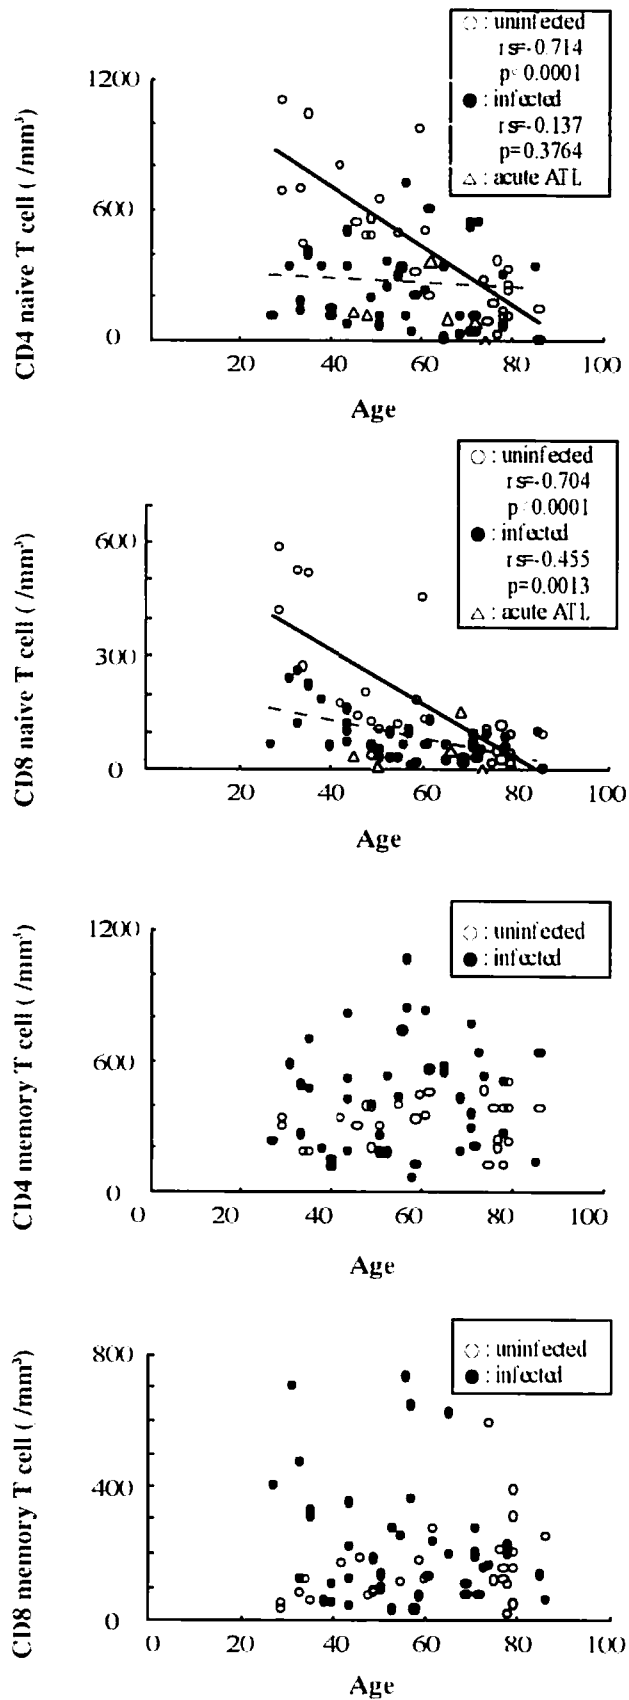 ○ : uninfected
rs=-0.714
p<0.0001
● : infected
rs=-0.137
p=0.3764
△ : acute ATL
CD4 naive T cell ( /mm³)
1200
600
0
20 40 60 80 100
Age
○ : uninfected
rs=-0.704
p<0.0001
● : infected
rs=-0.455
p=0.0013
△ : acute ATL
CD8 naive T cell ( /mm³)
600
300
0
20 40 60 80 100
Age
○ : uninfected
● : infected
CD4 memory T cell ( /mm³)
1200
600
0
0 20 40 60 80 100
Age
○ : uninfected
● : infected
CD8 memory T cell ( /mm³)
800
400
0
0 20 40 60 80 100
Age